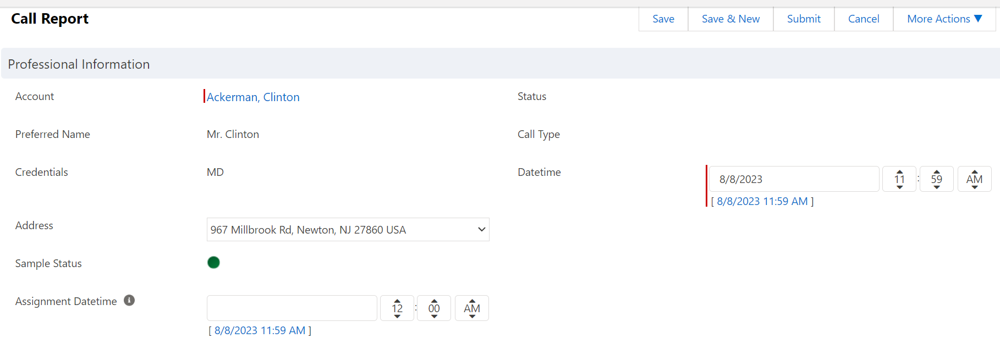 Call Report
Save
Save & New
Submit
Cancel
More Actions ▼
Professional Information
Account
Ackerman, Clinton
Status
Preferred Name
Mr. Clinton
Call Type
Credentials
MD
Datetime
8/8/2023
11
:
59
AM
[ 8/8/2023 11:59 AM ]
Address
967 Millbrook Rd, Newton, NJ 27860 USA
Sample Status
Assignment Datetime
12
:
00
AM
[ 8/8/2023 11:59 AM ]